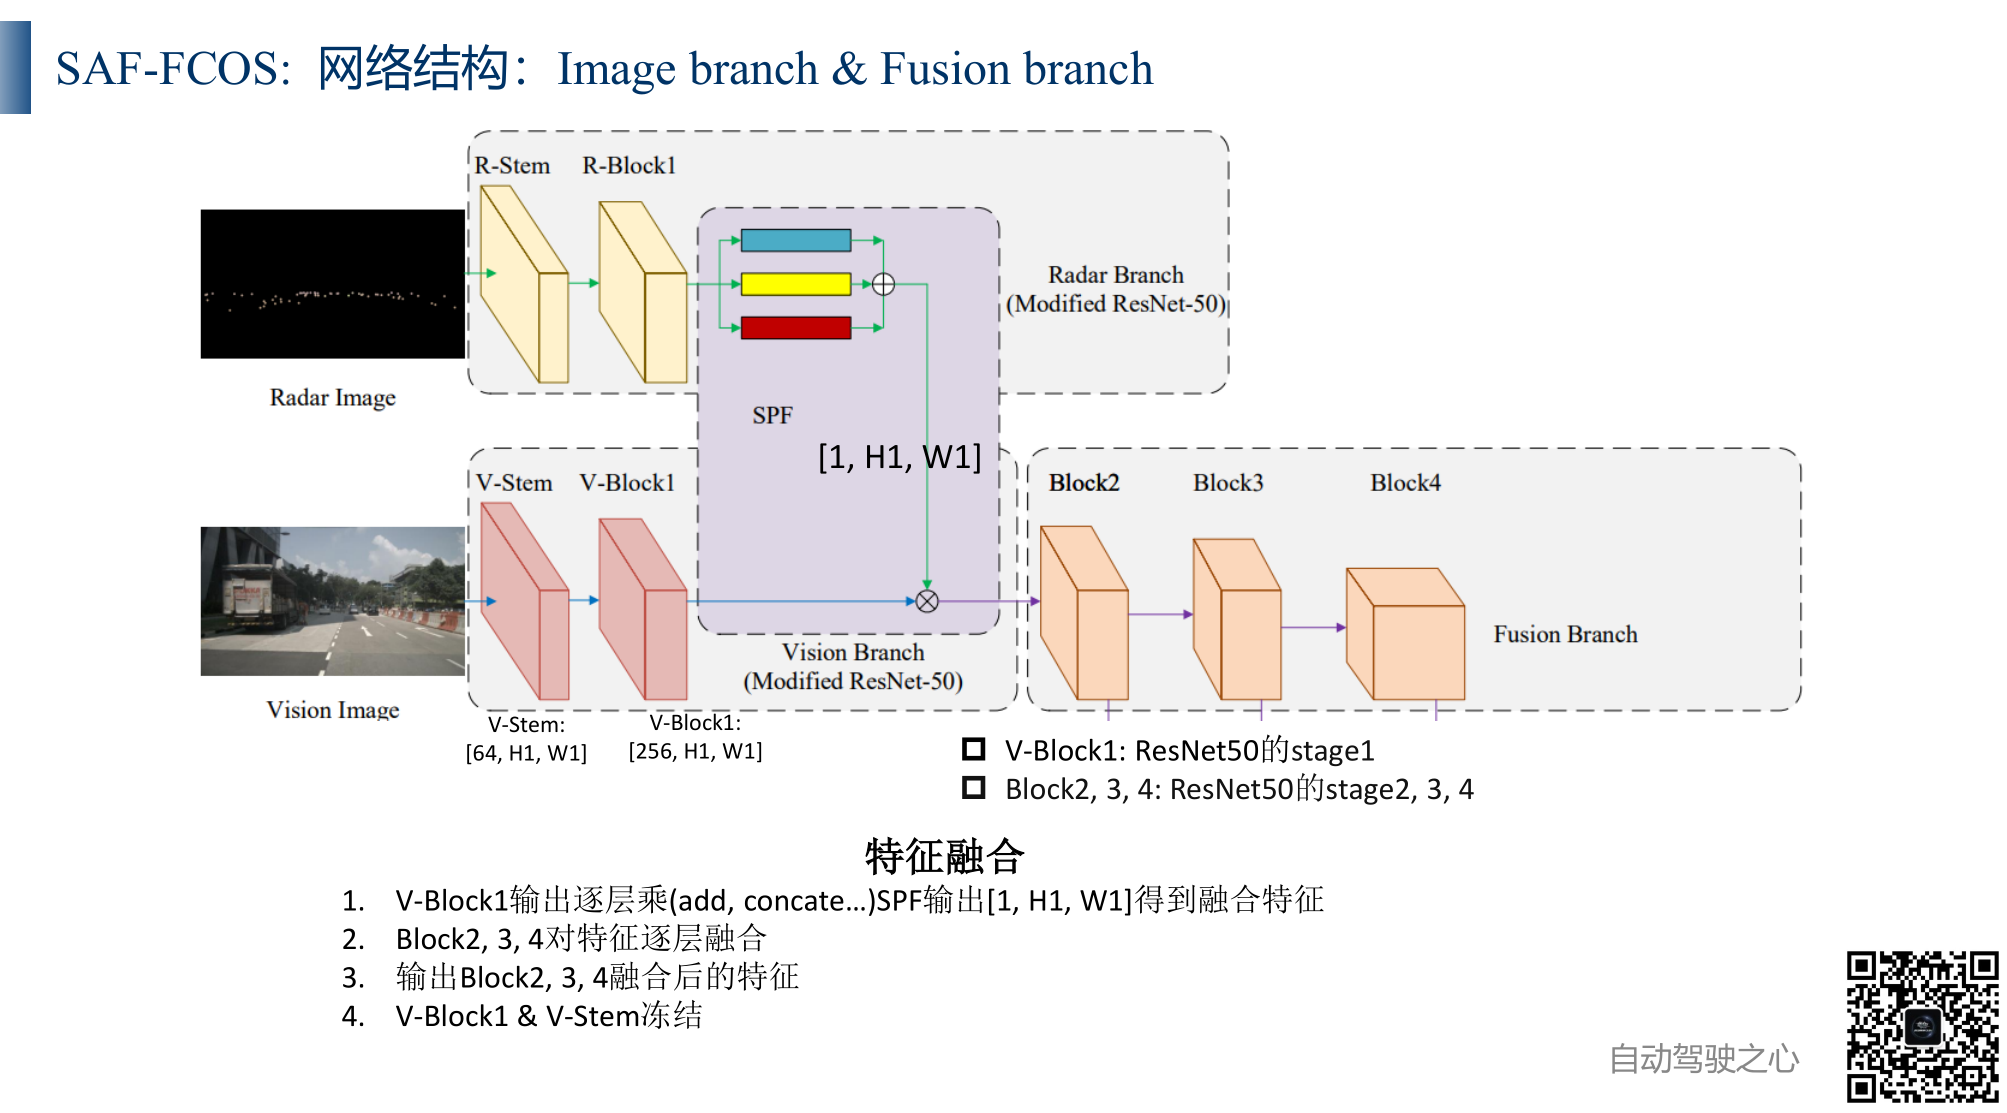 SAF-FCOS: 网络结构：Image branch & Fusion branch
R-Stem R-Block1
Radar Branch
(Modified ResNet-50)
Radar Image
SPF
[1, H1, W1]
V-Stem V-Block1
Block2 Block3 Block4
Fusion Branch
Vision Branch
(Modified ResNet-50)
Vision Image
V-Stem:
[64, H1, W1]
V-Block1:
[256, H1, W1]
V-Block1: ResNet50的stage1
Block2, 3, 4: ResNet50的stage2, 3, 4
特征融合
1. V-Block1输出逐层乘(add, concate…)SPF输出[1, H1, W1]得到融合特征
2. Block2, 3, 4对特征逐层融合
3. 输出Block2, 3, 4融合后的特征
4. V-Block1 & V-Stem冻结
自动驾驶之心